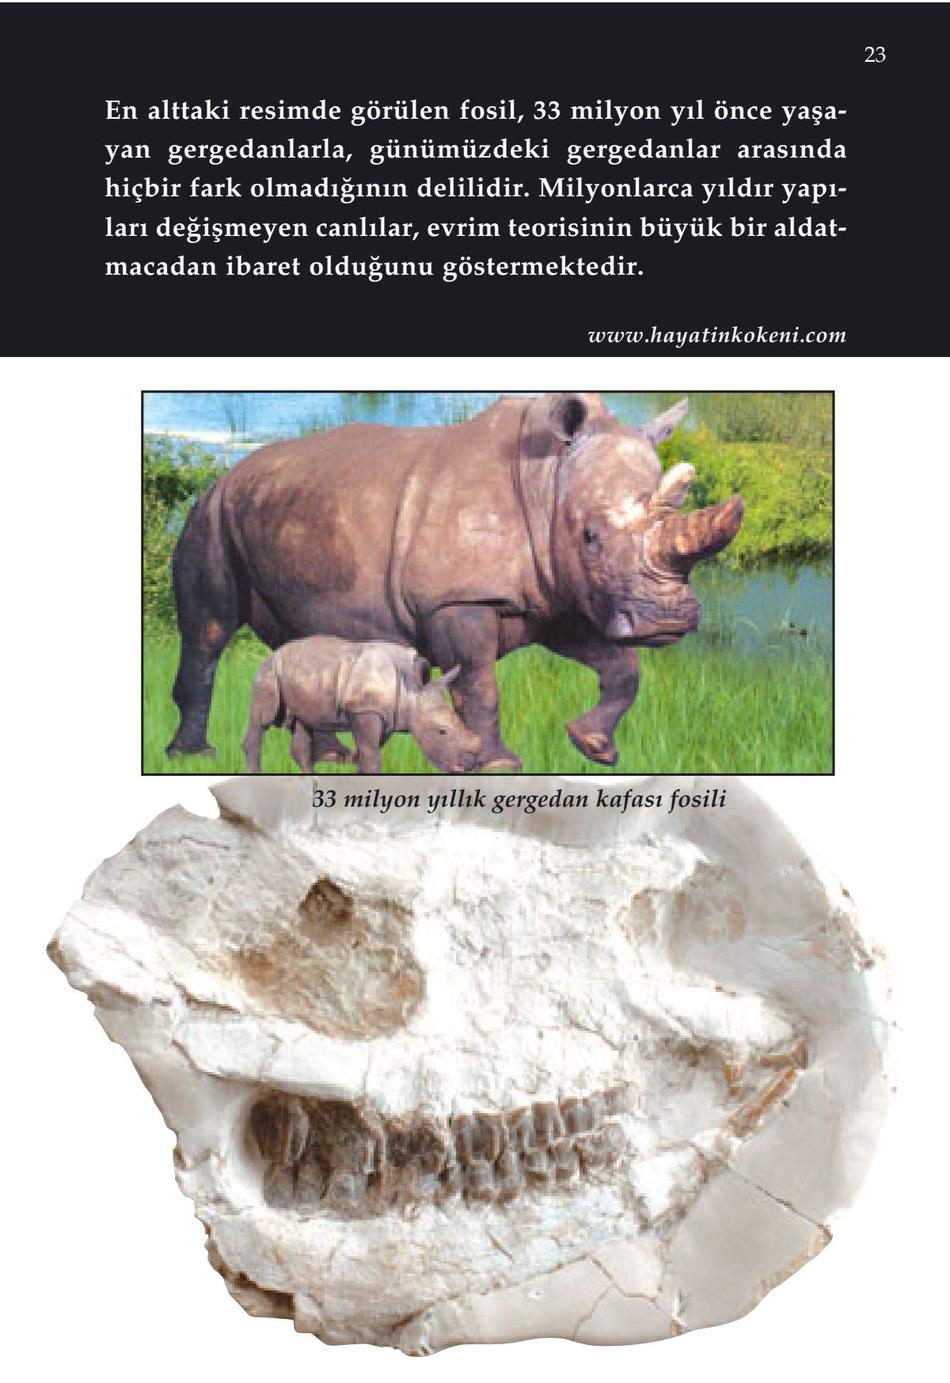 23
En alttaki resimde görülen fosil, 33 milyon yıl önce yaşa-
yan gergedanlarla, günümüzdeki gergedanlar arasında
hiçbir fark olmadığının delilidir. Milyonlarca yıldır yapı-
ları değişmeyen canlılar, evrim teorisinin büyük bir aldat-
macadan ibaret olduğunu göstermektedir.
www.hayatinkokeni.com
33 milyon yıllık gergedan kafası fosili